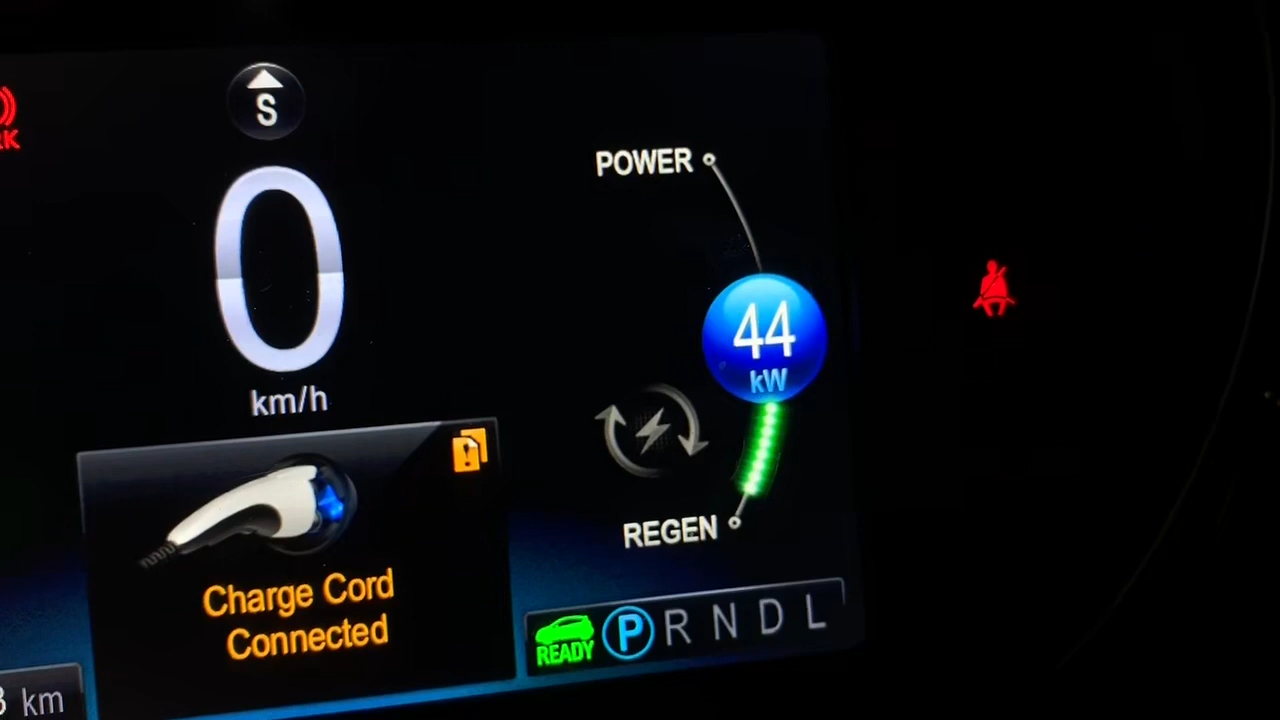 S
0
km/h
POWER
44
kW
REGEN
Charge Cord
Connected
READY P R N D L
km